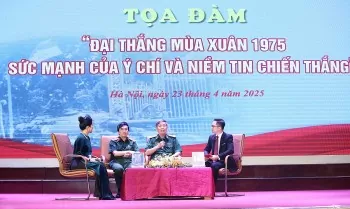 TỌA ĐÀM
"ĐẠI THẮNG MÙA XUÂN 1975
SỨC MẠNH CỦA Ý CHÍ VÀ NIỀM TIN CHIẾN THẮNG"
Hà Nội, ngày 23 tháng 4 năm 2025